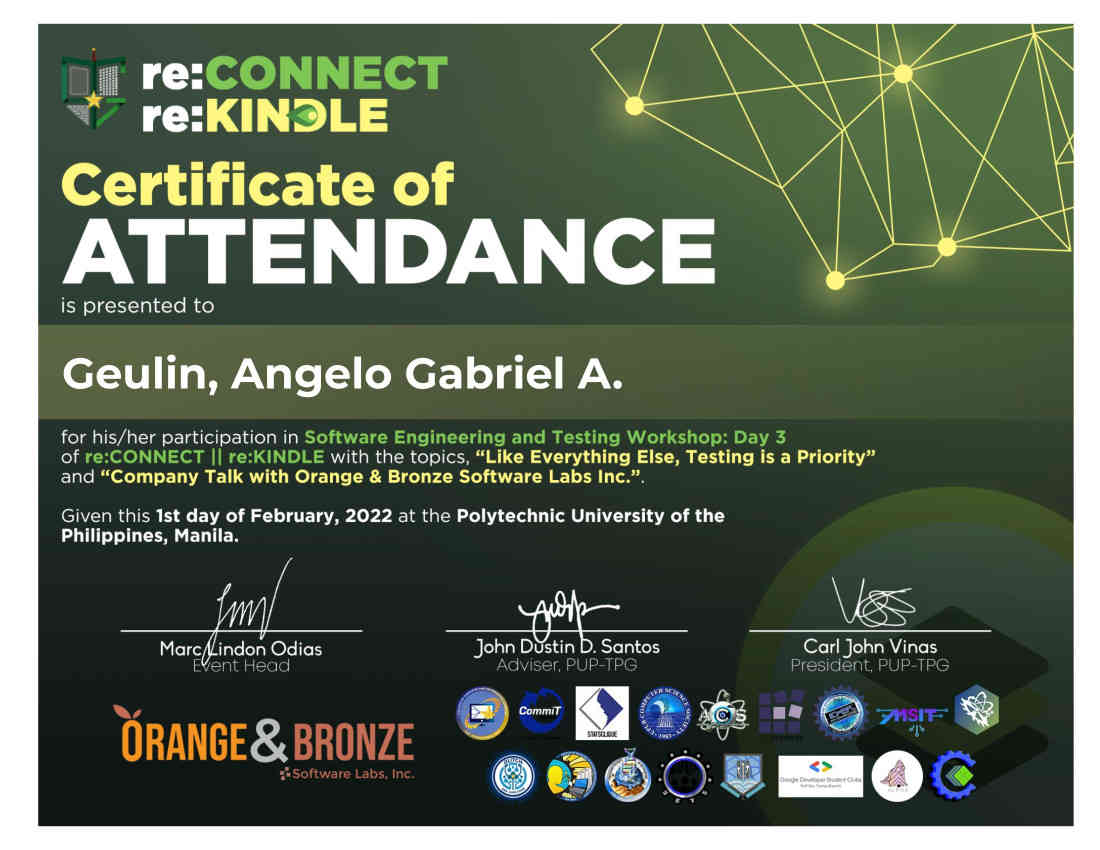 re:CONNECT
re:KINDLE
Certificate of
ATTENDANCE
is presented to
Geulin, Angelo Gabriel A.
for his/her participation in Software Engineering and Testing Workshop: Day 3
of re:CONNECT || re:KINDLE with the topics, “Like Everything Else, Testing is a Priority”
and “Company Talk with Orange & Bronze Software Labs Inc.”.
Given this 1st day of February, 2022 at the Polytechnic University of the
Philippines, Manila.
Marc Lindon Odias
Event Head
John Dustin D. Santos
Adviser, PUP-TPG
Carl John Vinas
President, PUP-TPG
ORANGE & BRONZE
Software Labs, Inc.
CommiT
STATSCLIQUE
MSIT
Google Developer Student Clubs